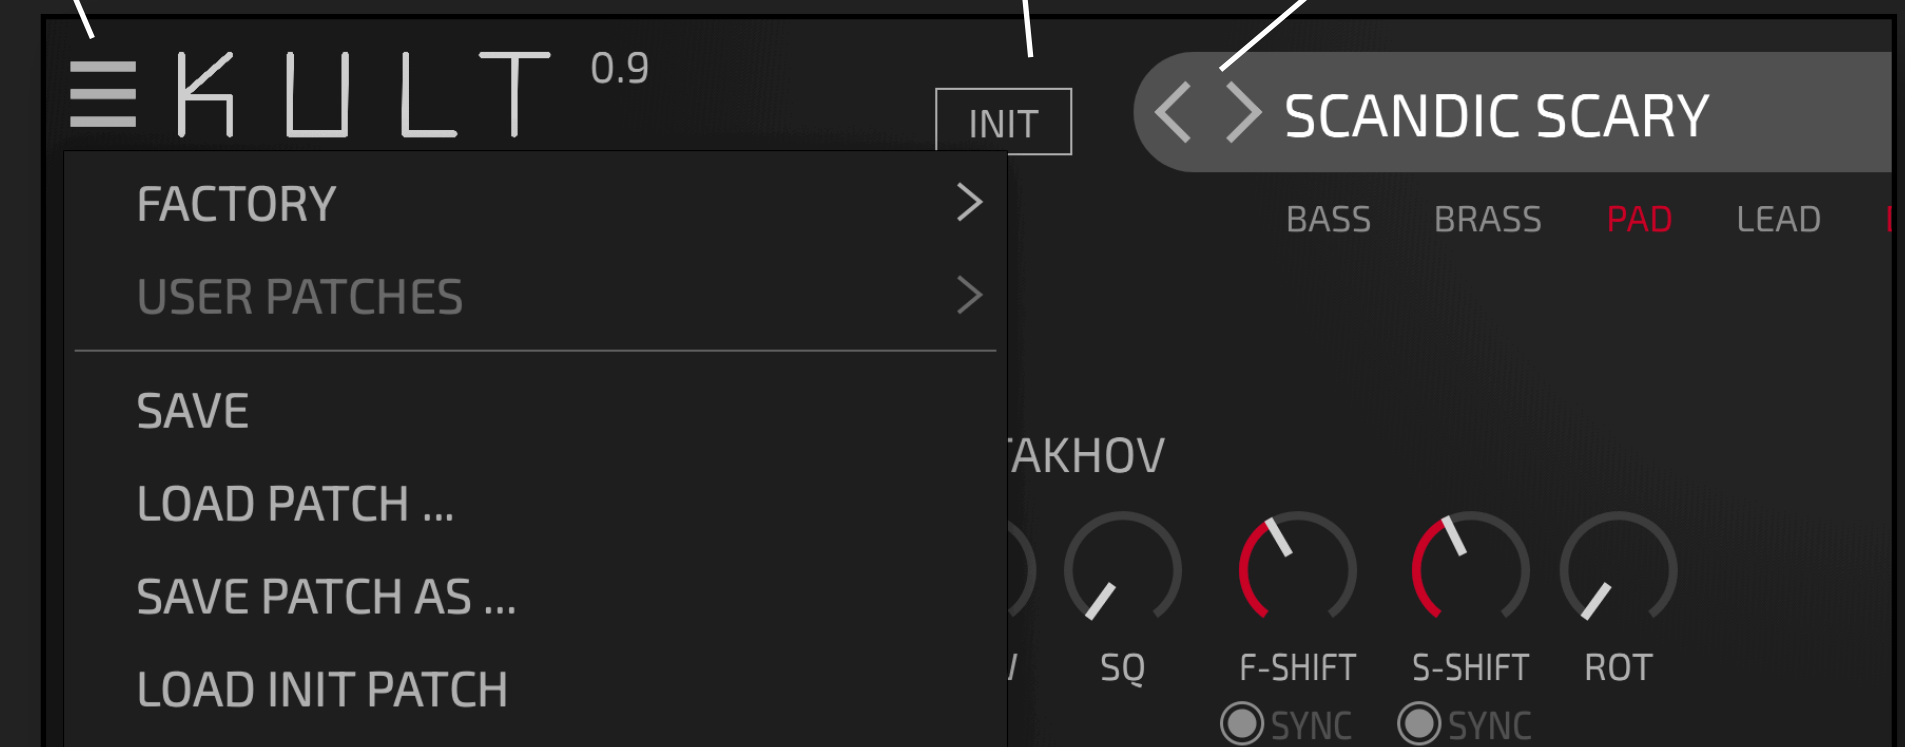 KULT 0.9
INIT
SCANDIC SCARY
BASS BRASS PAD LEAD
FACTORY
USER PATCHES
SAVE
LOAD PATCH ...
SAVE PATCH AS ...
LOAD INIT PATCH
TAKHOV
SQ F-SHIFT S-SHIFT ROT
SYNC SYNC